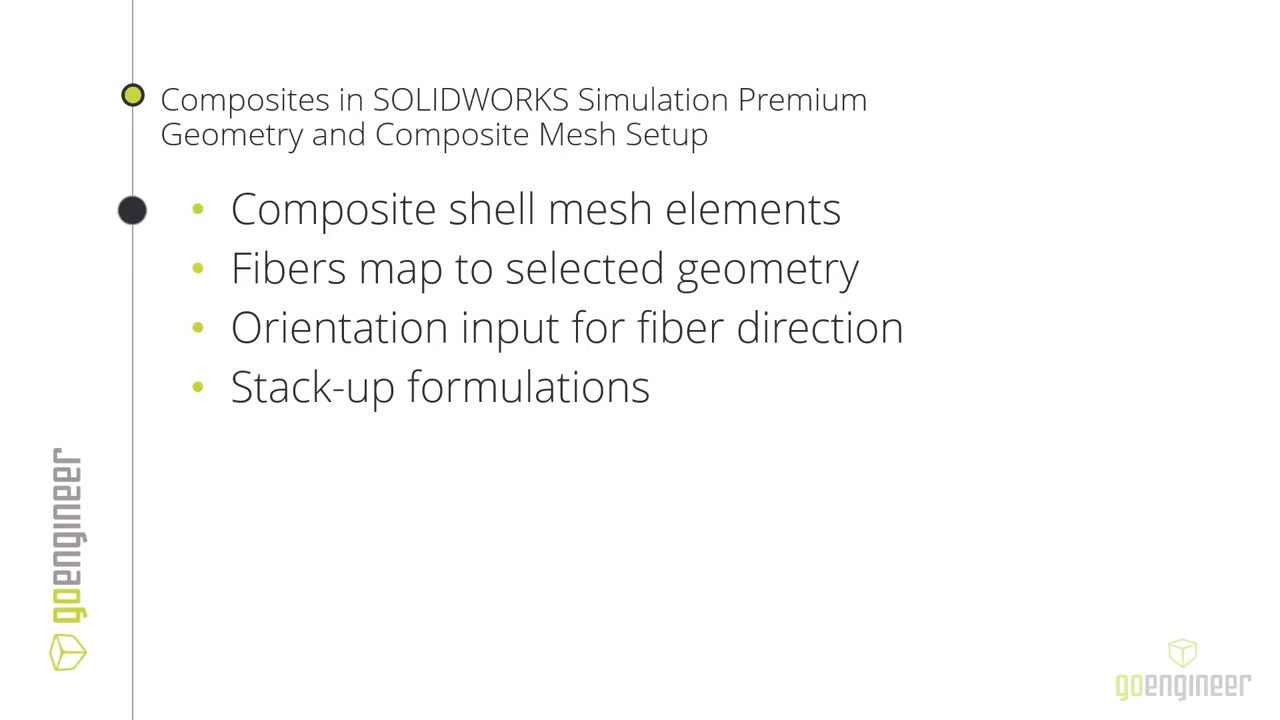 Composites in SOLIDWORKS Simulation Premium
Geometry and Composite Mesh Setup
• Composite shell mesh elements
• Fibers map to selected geometry
• Orientation input for fiber direction
• Stack-up formulations
goengineer
goengineer